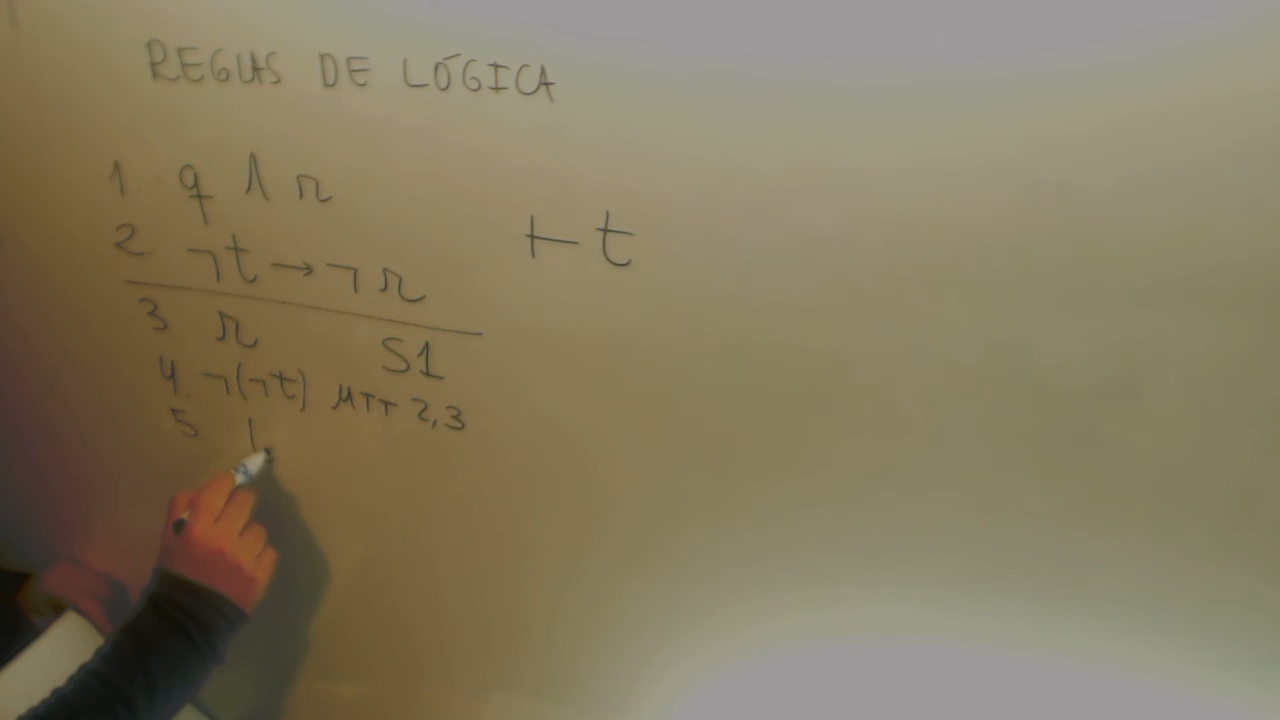 REGLAS DE LÓGICA
1 q ∧ r
2 ¬t → ¬r ⊢ t
3 r S1
4. ¬(¬t) MTT 2,3
5